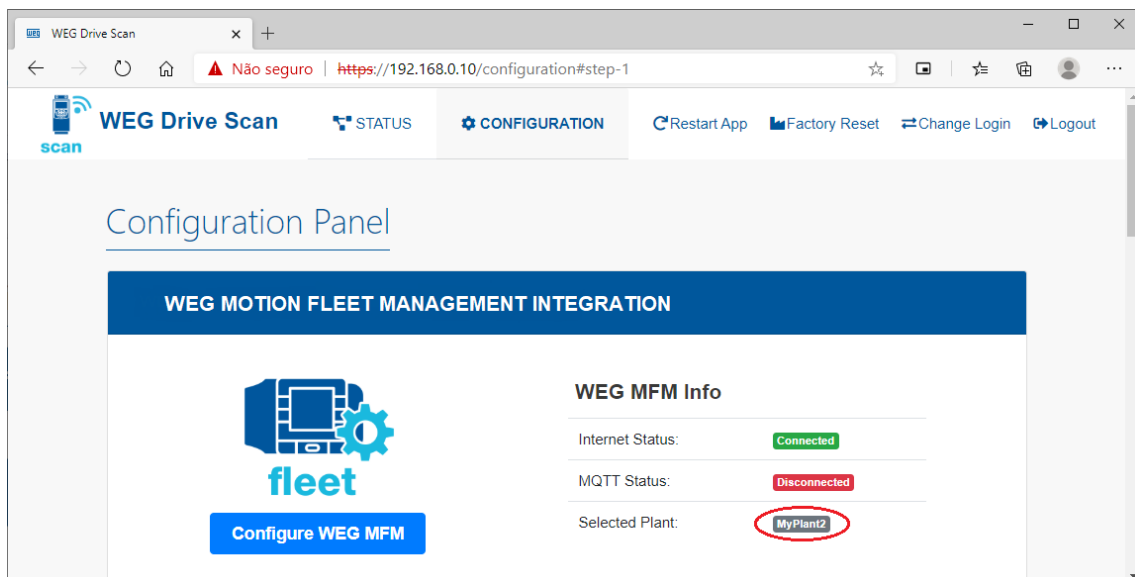 WEG Drive Scan
Não seguro | https://192.168.0.10/configuration#step-1
scan
WEG Drive Scan
STATUS
CONFIGURATION
Restart App
Factory Reset
Change Login
Logout
Configuration Panel
WEG MOTION FLEET MANAGEMENT INTEGRATION
fleet
Configure WEG MFM
WEG MFM Info
Internet Status: Connected
MQTT Status: Disconnected
Selected Plant: MyPlant2